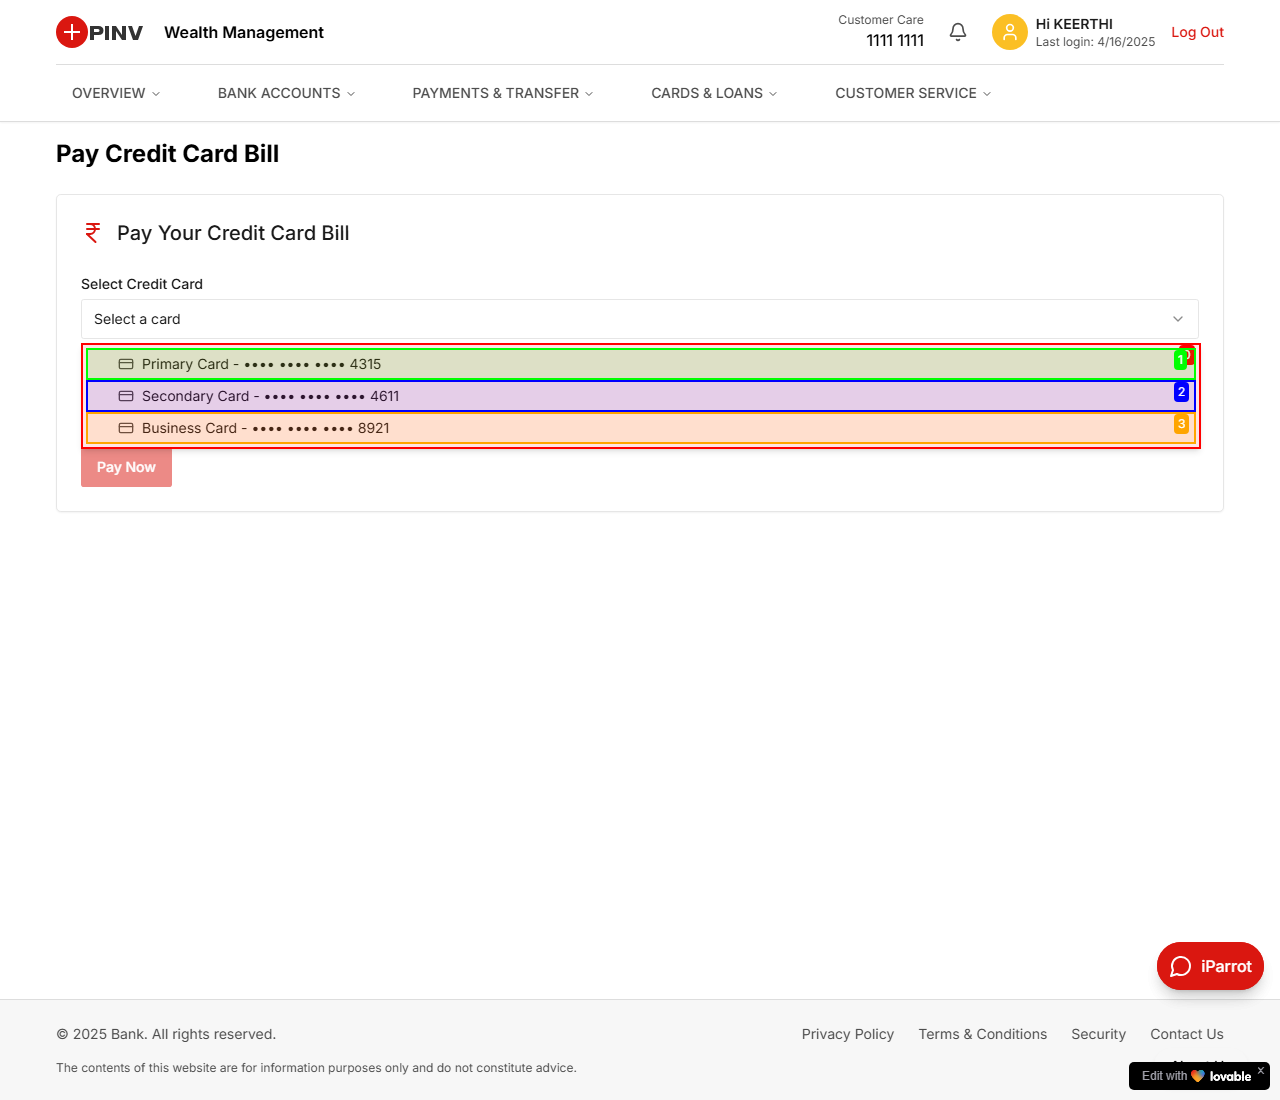 PINV
Wealth Management
Customer Care
1111 1111
Hi KEERTHI
Last login: 4/16/2025
Log Out
OVERVIEW
BANK ACCOUNTS
PAYMENTS & TRANSFER
CARDS & LOANS
CUSTOMER SERVICE
Pay Credit Card Bill
Pay Your Credit Card Bill
Select Credit Card
Select a card
Primary Card - •••• •••• •••• 4315
1
Secondary Card - •••• •••• •••• 4611
2
Business Card - •••• •••• •••• 8921
3
Pay Now
iParrot
© 2025 Bank. All rights reserved.
Privacy Policy
Terms & Conditions
Security
Contact Us
The contents of this website are for information purposes only and do not constitute advice.
Edit with lovable
x